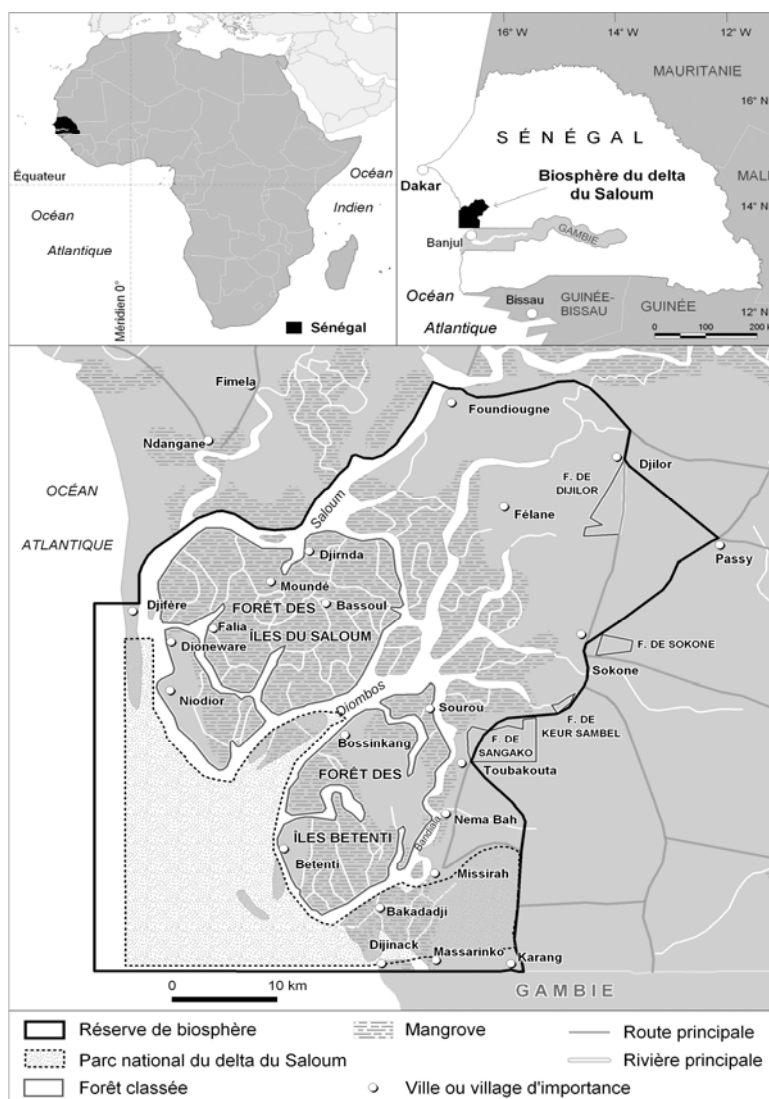 Équateur
Océan
Indien
Océan
Atlantique
Méridien 0°
Sénégal
16° W
14° W
12° W
MAURITANIE
16° N
SÉNÉGAL
Dakar
Biosphère du delta
du Saloum
MALI
14° N
Banjul
GAMBIE
Océan
Atlantique
Bissau
GUINÉE-
BISSAU
GUINÉE
12° N
0 100 200
Fimela
Foundiougne
Ndangane
Djilor
F. DE
DIJILOR
OCÉAN
ATLANTIQUE
Saloum
Félane
Passy
Djirnda
Moundé
FORÊT DES
Bassoul
Djifère
Falia
ÎLES DU SALOUM
Dioneware
F. DE SOKONE
Sokone
Niodior
Diombos
Sourou
F. DE
KEUR SAMBEL
Bossinkang
F. DE
SANGAKO
FORÊT DES
Toubakouta
Bandiala
Nema Bah
ÎLES BETENTI
Betenti
Missirah
Bakadadji
Dijinack
Massarinko
Karang
0 10 km
GAMBIE
Réserve de biosphère
Mangrove
Route principale
Parc national du delta du Saloum
Rivière principale
Forêt classée
Ville ou village d'importance